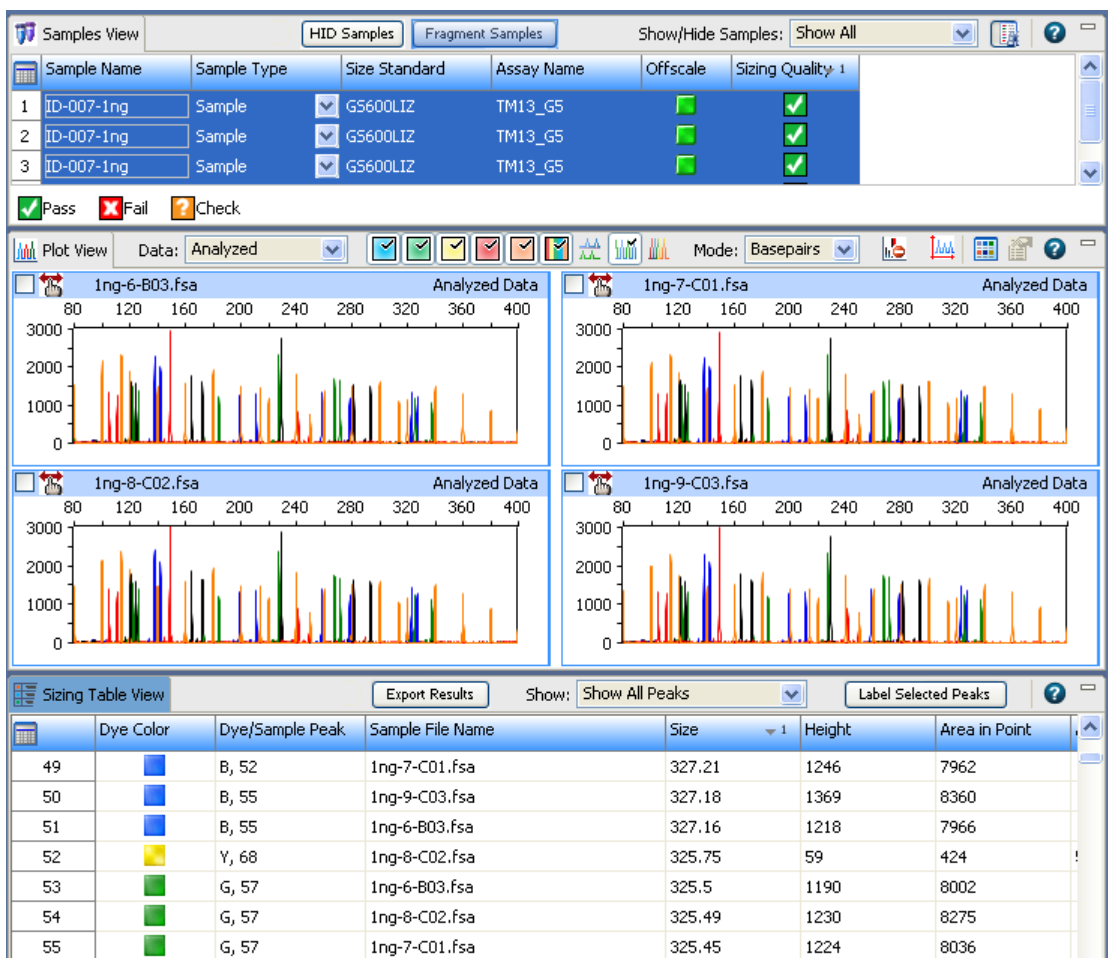 Samples View HID Samples Fragment Samples Show/Hide Samples: Show All
Sample Name Sample Type Size Standard Assay Name Offscale Sizing Quality 1
1 ID-007-1ng Sample GS600LIZ TM13_G5
2 ID-007-1ng Sample GS600LIZ TM13_G5
3 ID-007-1ng Sample GS600LIZ TM13_G5
Pass Fail ? Check
Plot View Data: Analyzed Mode: Basepairs ?
1ng-6-B03.fsa Analyzed Data
80 120 160 200 240 280 320 360 400
3000
2000
1000
0
1ng-7-C01.fsa Analyzed Data
80 120 160 200 240 280 320 360 400
3000
2000
1000
0
1ng-8-C02.fsa Analyzed Data
80 120 160 200 240 280 320 360 400
3000
2000
1000
0
1ng-9-C03.fsa Analyzed Data
80 120 160 200 240 280 320 360 400
3000
2000
1000
0
Sizing Table View Export Results Show: Show All Peaks Label Selected Peaks ?
Dye Color Dye/Sample Peak Sample File Name Size 1 Height Area in Point
49 B, 52 1ng-7-C01.fsa 327.21 1246 7962
50 B, 55 1ng-9-C03.fsa 327.18 1369 8360
51 B, 55 1ng-6-B03.fsa 327.16 1218 7966
52 Y, 68 1ng-8-C02.fsa 325.75 59 424
53 G, 57 1ng-6-B03.fsa 325.5 1190 8002
54 G, 57 1ng-8-C02.fsa 325.49 1230 8275
55 G, 57 1ng-7-C01.fsa 325.45 1224 8036